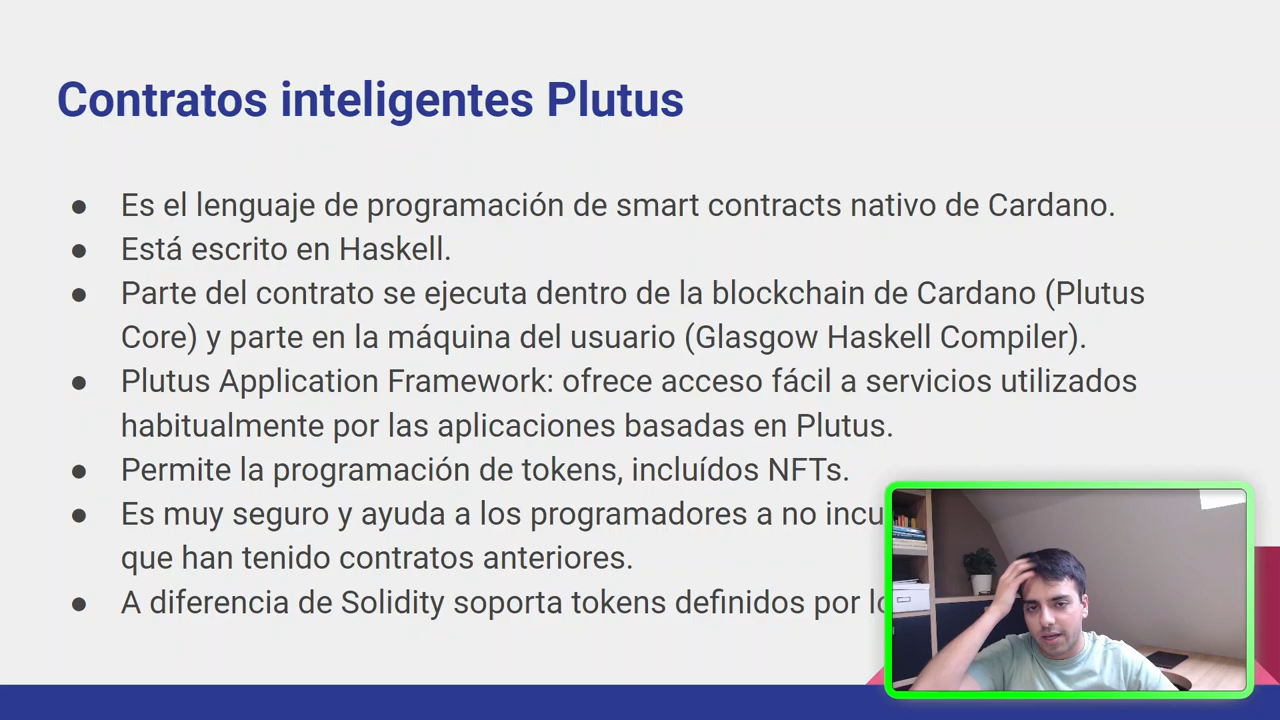 Contratos inteligentes Plutus
● Es el lenguaje de programación de smart contracts nativo de Cardano.
● Está escrito en Haskell.
● Parte del contrato se ejecuta dentro de la blockchain de Cardano (Plutus
Core) y parte en la máquina del usuario (Glasgow Haskell Compiler).
● Plutus Application Framework: ofrece acceso fácil a servicios utilizados
habitualmente por las aplicaciones basadas en Plutus.
● Permite la programación de tokens, incluídos NFTs.
● Es muy seguro y ayuda a los programadores a no
que han tenido contratos anteriores.
● A diferencia de Solidity soporta tokens definidos por